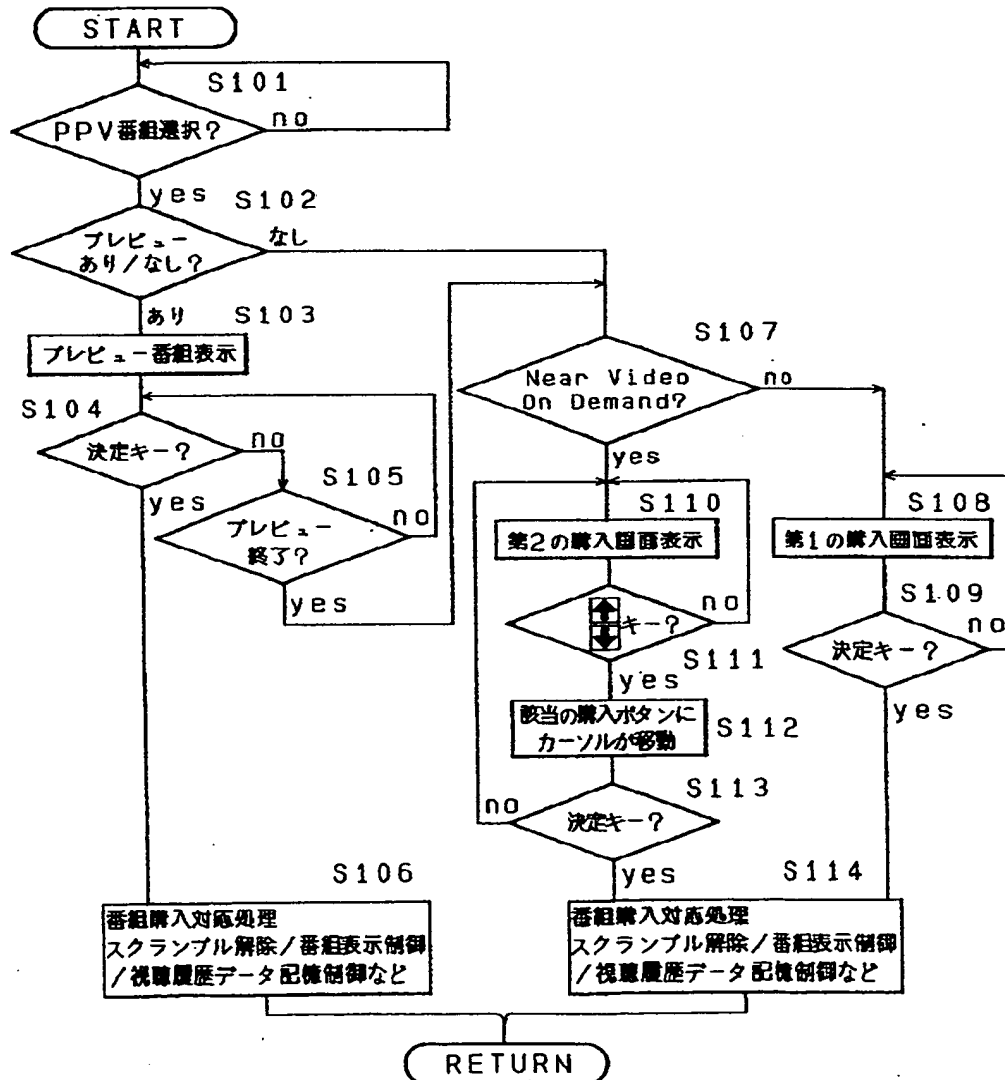 START
S101
PPV番組選択?
no
yes
S102
プレビュー
あり/なし?
なし
あり
S103
プレビュー番組表示
S104
決定キー?
no
yes
S105
プレビュー
終了?
no
yes
S106
番組購入対応処理
スクランブル解除/番組表示制御
/視聴履歴データ記憶制御など
S107
Near Video
On Demand?
no
yes
S110
第2の購入画面表示
キー?
no
S111
yes
該当の購入ボタンに
カーソルが移動
S112
S113
no
決定キー?
yes
S108
第1の購入画面表示
S109
no
決定キー?
yes
S114
番組購入対応処理
スクランブル解除/番組表示制御
/視聴履歴データ記憶制御など
RETURN